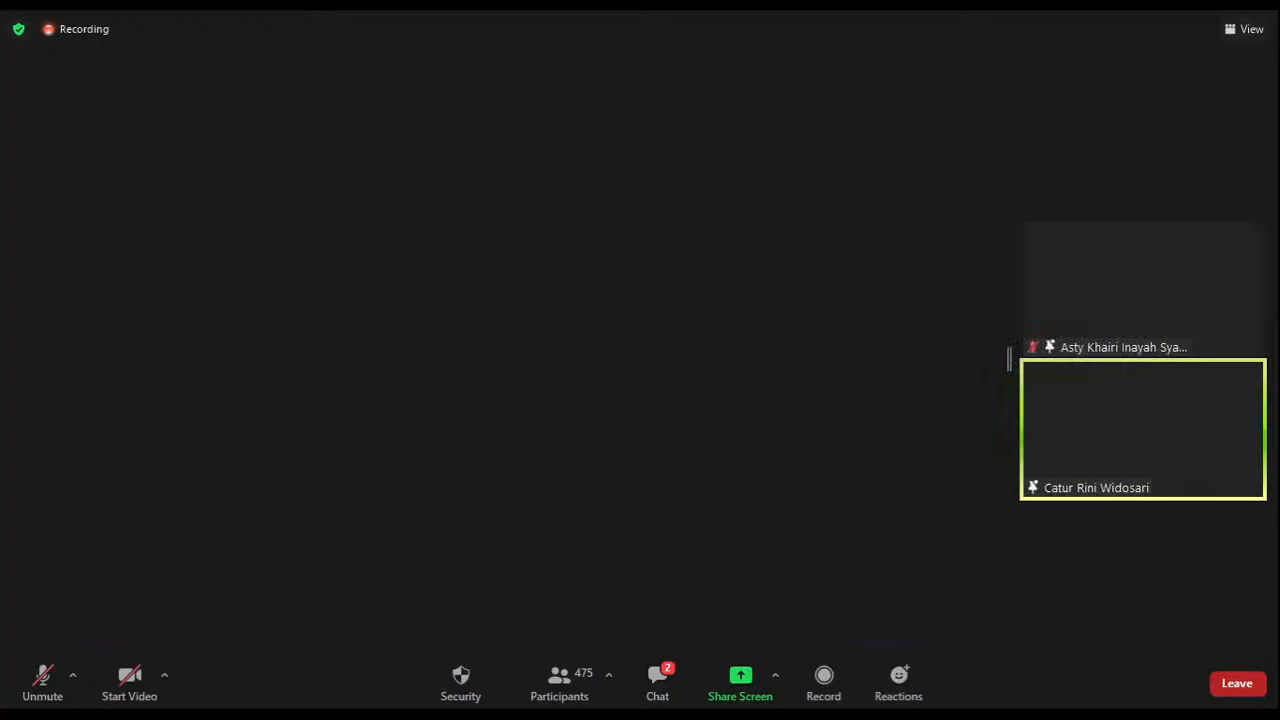 Recording
View
Asty Khairi Inayah Sya...
Catur Rini Widosari
475
2
Unmute
Start Video
Security
Participants
Chat
Share Screen
Record
Reactions
Leave